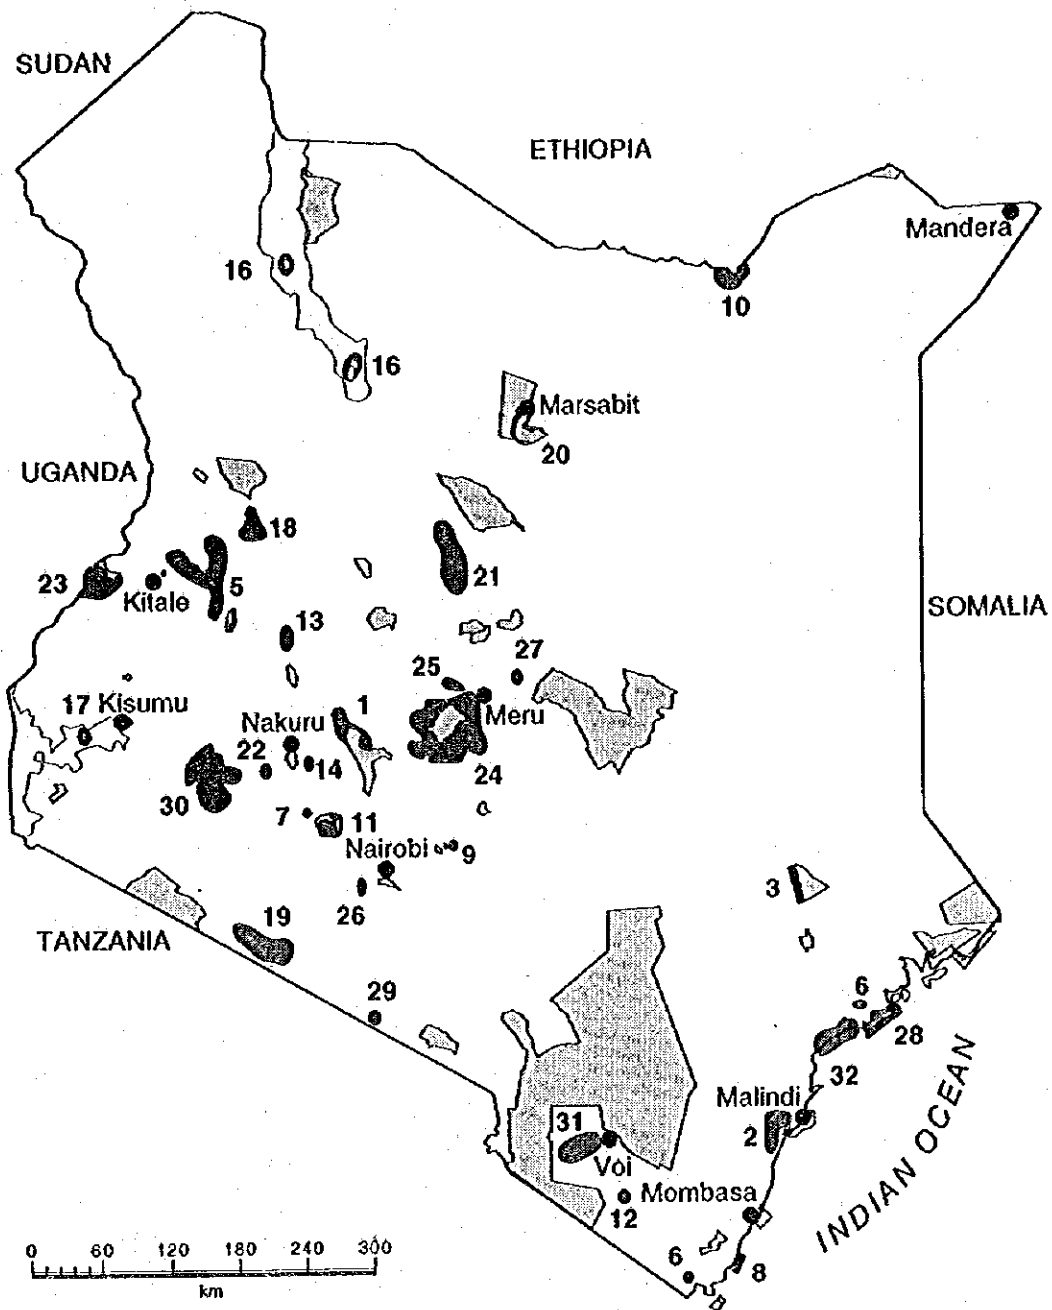 SUDAN
ETHIOPIA
Mandera
16
10
16
Marsabit
20
UGANDA
18
23
Kitale
5
21
SOMALIA
13
27
25
17 Kisumu
1
Meru
Nakuru
22
14
24
30
7
11
Nairobi
9
3
26
19
TANZANIA
29
6
28
32
Malindi
2
31
Voi
Mombasa
12
INDIAN OCEAN
6
8
0 60 120 180 240 300
km